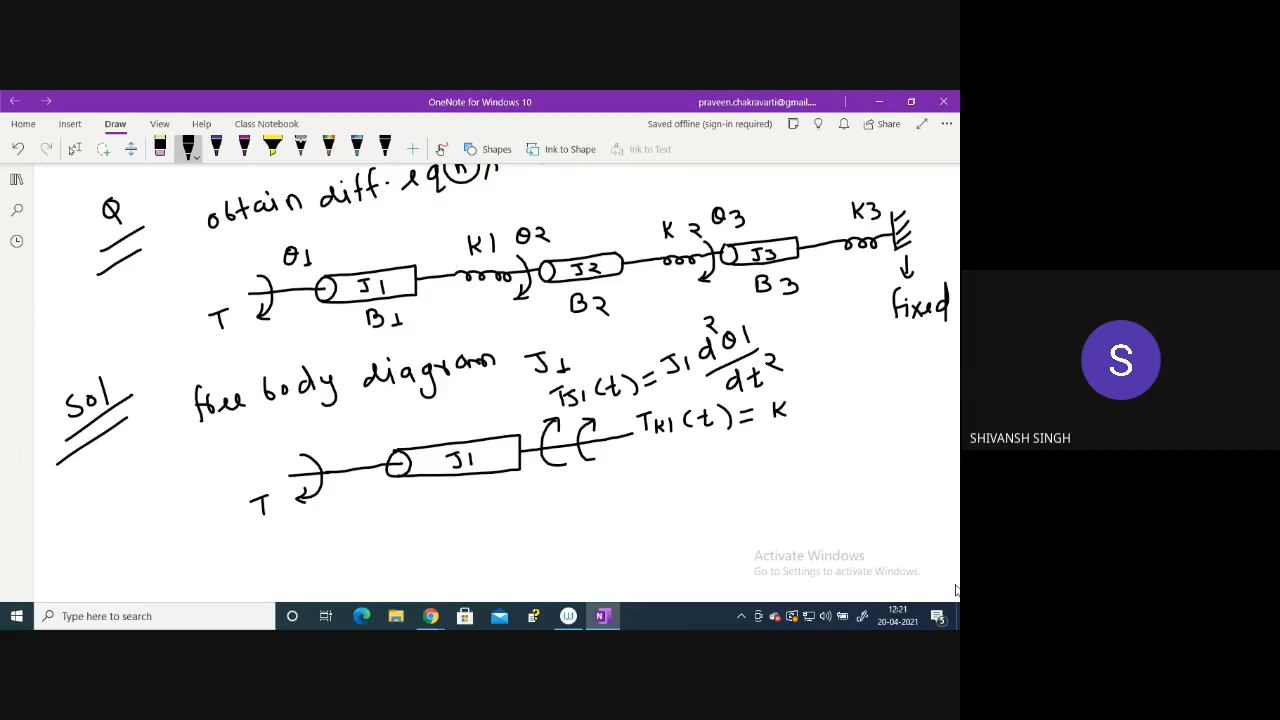 OneNote for Windows 10
praveen.chakravarti@gmail....
Home Insert Draw View Help Class Notebook
Saved offline (sign-in required) Share
Shapes Ink to Shape Ink to Text
Q obtain diff. eq(n)
T θ1 J1 B1 K1 θ2 J2 B2 K2 θ3 J3 B3 K3 fixed
Sol free body diagram J1
TJ1(t) = J1 d²θ1/dt²
TK1(t) = K
T J1
Activate Windows
Go to Settings to activate Windows.
Type here to search
12:21
20-04-2021
5
S
SHIVANSH SINGH